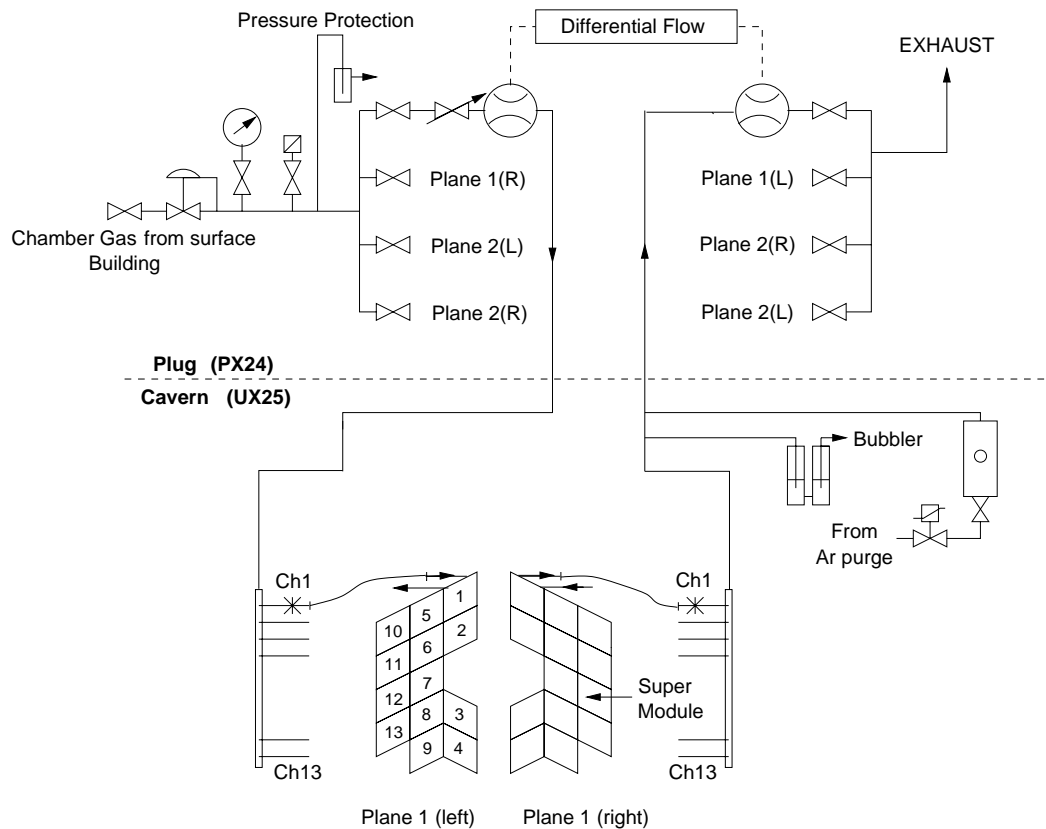 Pressure Protection
Differential Flow
EXHAUST
Plane 1(R)
Plane 1(L)
Chamber Gas from surface
Building
Plane 2(L)
Plane 2(R)
Plane 2(R)
Plane 2(L)
Plug (PX24)
Cavern (UX25)
Bubbler
From
Ar purge
Ch1
Ch1
1
5
10
2
6
11
7
12
8
3
13
9
4
Super
Module
Ch13
Ch13
Plane 1 (left)
Plane 1 (right)